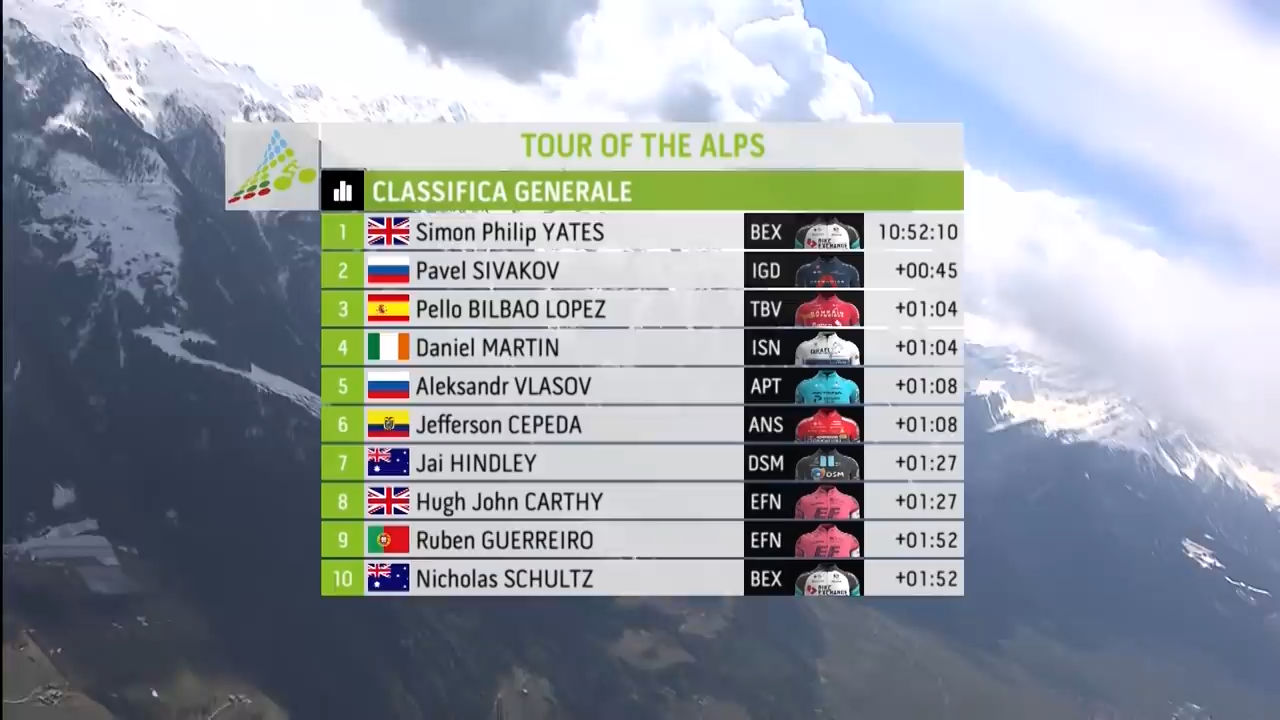 TOUR OF THE ALPS
CLASSIFICA GENERALE
1 Simon Philip YATES BEX 10:52:10
2 Pavel SIVAKOV IGD +00:45
3 Pello BILBAO LOPEZ TBV +01:04
4 Daniel MARTIN ISN +01:04
5 Aleksandr VLASOV APT +01:08
6 Jefferson CEPEDA ANS +01:08
7 Jai HINDLEY DSM +01:27
8 Hugh John CARTHY EFN +01:27
9 Ruben GUERREIRO EFN +01:52
10 Nicholas SCHULTZ BEX +01:52